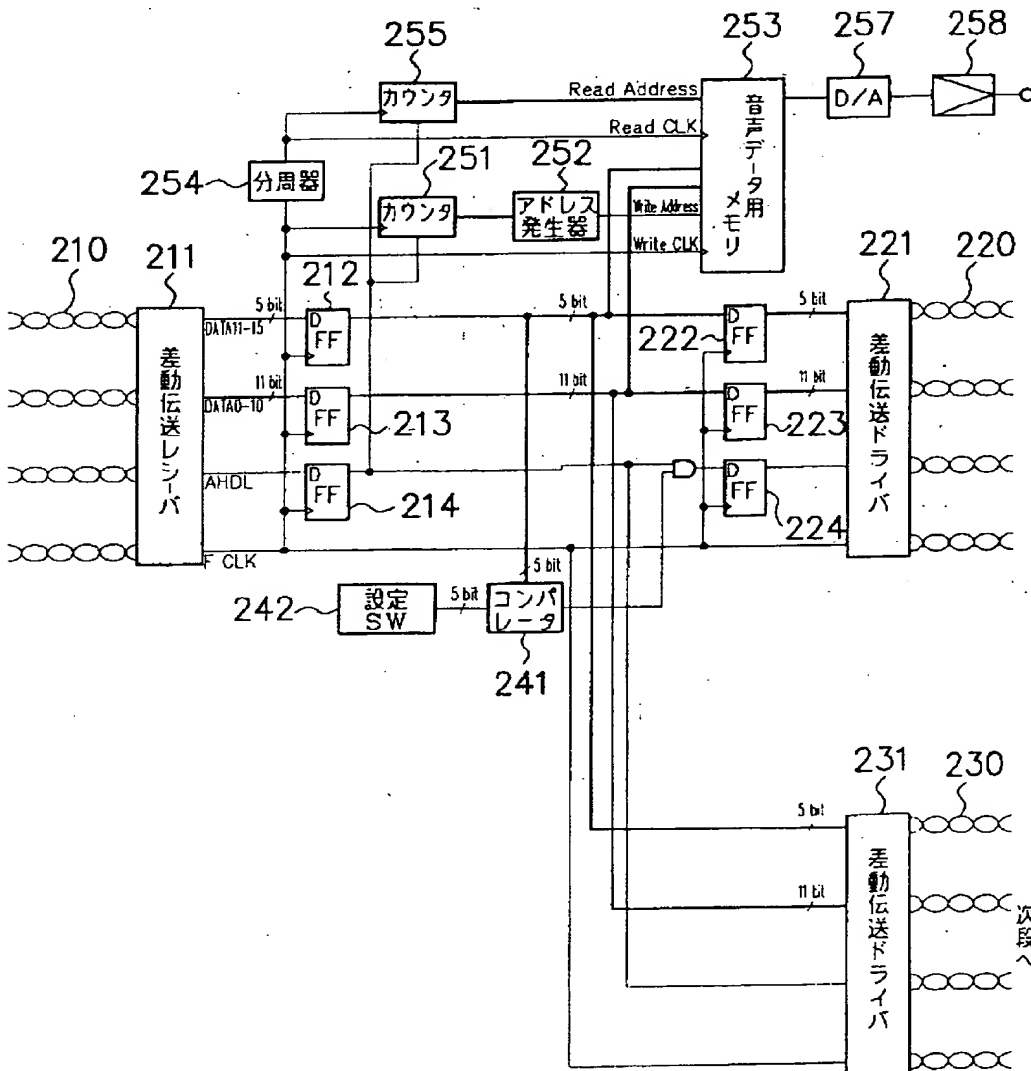 255
253
257
258
カウンタ
Read Address
音声データ用メモリ
D/A
Read CLK
251
252
254
分周器
カウンタ
アドレス
発生器
Write Address
Write CLK
210
211
212
221
220
5 bit
5 bit
5 bit
DATA11-15
D
FF
222
D
FF
差動伝送レシーバ
差動伝送ドライバ
11 bit
11 bit
11 bit
DATA0-10
D
FF
213
D
FF
223
AHDL
D
FF
214
D
FF
224
F CLK
5 bit
242
設定
SW
5 bit
コンパ
レータ
241
231
230
5 bit
差動伝送ドライバ
11 bit
次段へ